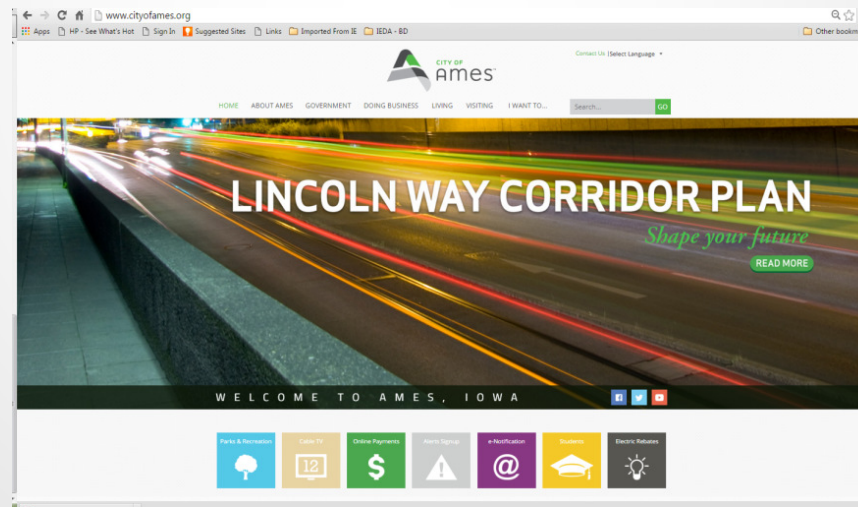 www.cityofames.org
Apps HP - See What's Hot Sign In Suggested Sites Links Imported From IE IEDA - BD Other bookm
Contact Us |Select Language
CITY OF
Ames
HOME ABOUT AMES GOVERNMENT DOING BUSINESS LIVING VISITING I WANT TO... Search... GO
LINCOLN WAY CORRIDOR PLAN
Shape your future
READ MORE
WELCOME TO AMES, IOWA
Parks & Recreation Cable TV Online Payments Alerts Signup e-Notification Students Electric Rebates
12 $ @